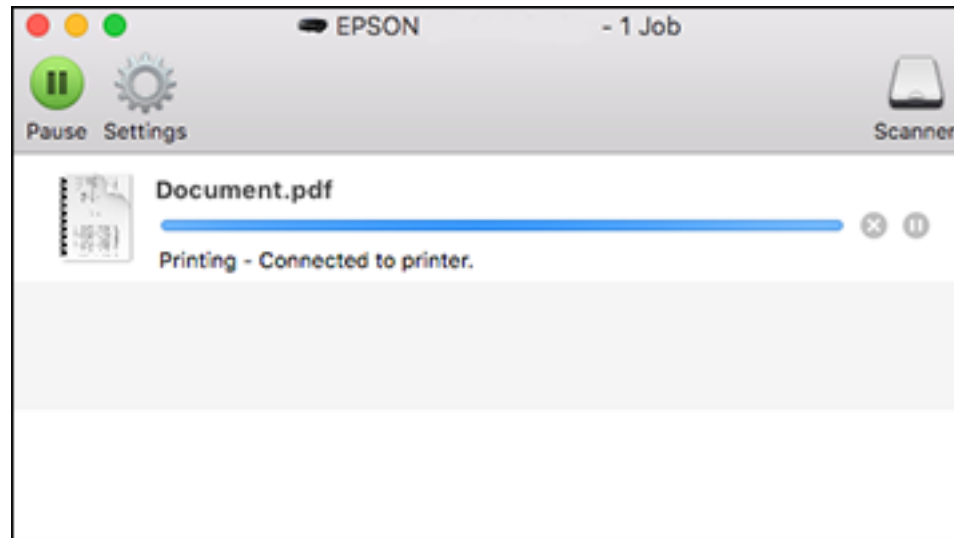 EPSON - 1 Job
Pause Settings Scanner
Document.pdf
Printing - Connected to printer.